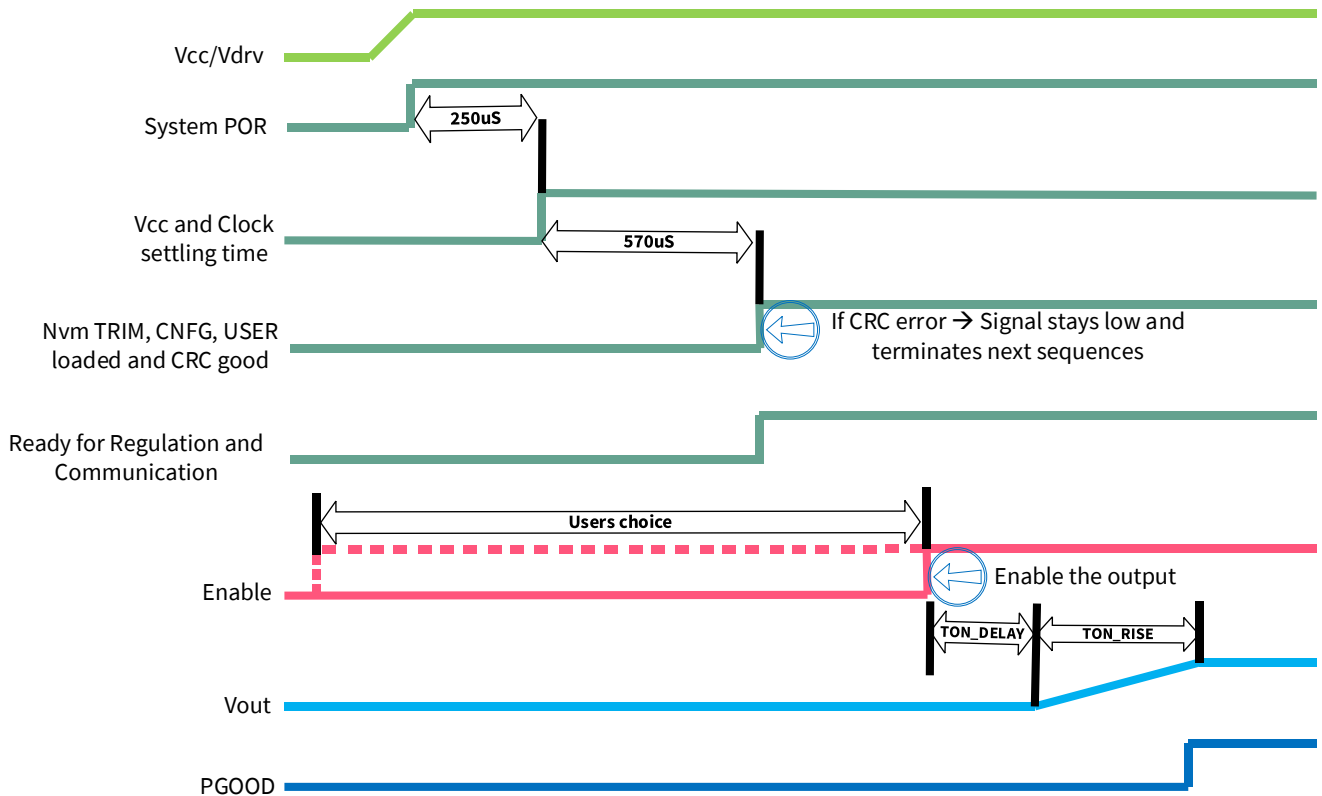 Vcc/Vdrv
System POR
250uS
Vcc and Clock
settling time
570uS
Nvm TRIM, CNFG, USER
loaded and CRC good
If CRC error → Signal stays low and
terminates next sequences
Ready for Regulation and
Communication
Users choice
Enable
Enable the output
TON_DELAY
TON_RISE
Vout
PGOOD